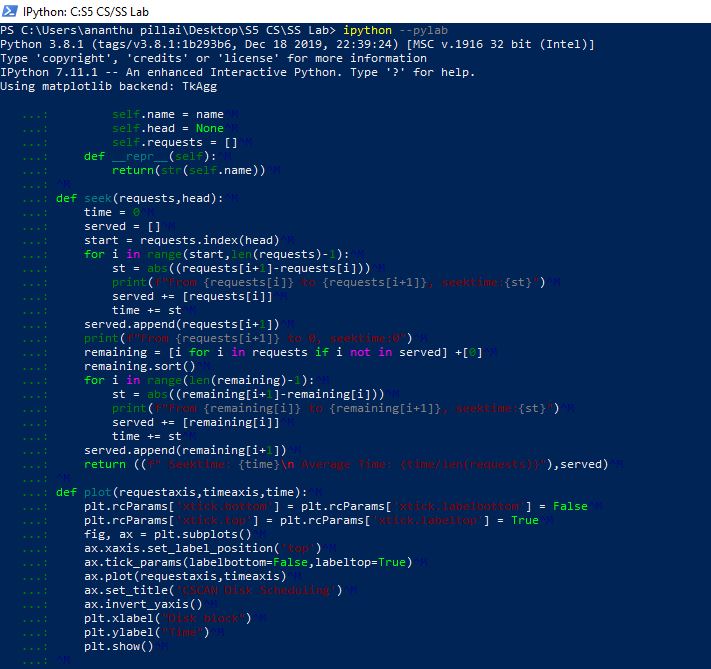 IPython: C:S5 CS/SS Lab
PS C:\Users\ananthu pillai\Desktop\S5 CS\SS Lab> ipython --pylab
Python 3.8.1 (tags/v3.8.1:1b293b6, Dec 18 2019, 22:39:24) [MSC v.1916 32 bit (Intel)]
Type 'copyright', 'credits' or 'license' for more information
IPython 7.11.1 -- An enhanced Interactive Python. Type '?' for help.
Using matplotlib backend: TkAgg
...:         self.name = name^M
...:         self.head = None^M
...:         self.requests = []^M
...:     def __repr__(self):^M
...:         return(str(self.name))^M
...: ^M
...: def seek(requests,head):^M
...:     time = 0^M
...:     served = []^M
...:     start = requests.index(head)^M
...:     for i in range(start,len(requests)-1):^M
...:         st = abs((requests[i+1]-requests[i]))^M
...:         print(f"From {requests[i]} to {requests[i+1]}, seektime:{st}")^M
...:         served += [requests[i]]^M
...:         time += st^M
...:     served.append(requests[i+1])^M
...:     print(f"From {requests[i+1]} to 0, seektime:0")^M
...:     remaining = [i for i in requests if i not in served] +[0]^M
...:     remaining.sort()^M
...:     for i in range(len(remaining)-1):^M
...:         st = abs((remaining[i+1]-remaining[i]))^M
...:         print(f"From {remaining[i]} to {remaining[i+1]}, seektime:{st}")^M
...:         served += [remaining[i]]^M
...:         time += st^M
...:     served.append(remaining[i+1])^M
...:     return ((f" Seektime: {time}\n Average Time: {time/len(requests)}"),served)^M
...: ^M
...: def plot(requestaxis,timeaxis,time):^M
...:     plt.rcParams['xtick.bottom'] = plt.rcParams['xtick.labelbottom'] = False^M
...:     plt.rcParams['xtick.top'] = plt.rcParams['xtick.labeltop'] = True^M
...:     fig, ax = plt.subplots()^M
...:     ax.xaxis.set_label_position('top')^M
...:     ax.tick_params(labelbottom=False,labeltop=True)^M
...:     ax.plot(requestaxis,timeaxis)^M
...:     ax.set_title('CSCAN Disk Scheduling')^M
...:     ax.invert_yaxis()^M
...:     plt.xlabel("Disk block")^M
...:     plt.ylabel("Time")^M
...:     plt.show()^M
...: ^M